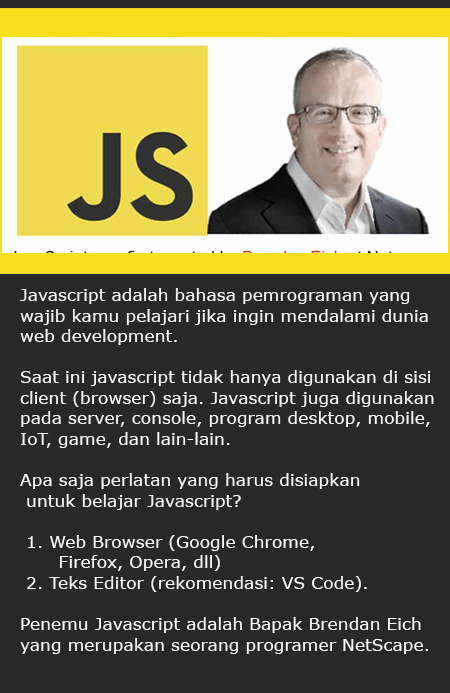 JS
Javascript adalah bahasa pemrograman yang
wajib kamu pelajari jika ingin mendalami dunia
web development.
Saat ini javascript tidak hanya digunakan di sisi
client (browser) saja. Javascript juga digunakan
pada server, console, program desktop, mobile,
IoT, game, dan lain-lain.
Apa saja perlatan yang harus disiapkan
untuk belajar Javascript?
1. Web Browser (Google Chrome,
Firefox, Opera, dll)
2. Teks Editor (rekomendasi: VS Code).
Penemu Javascript adalah Bapak Brendan Eich
yang merupakan seorang programer NetScape.